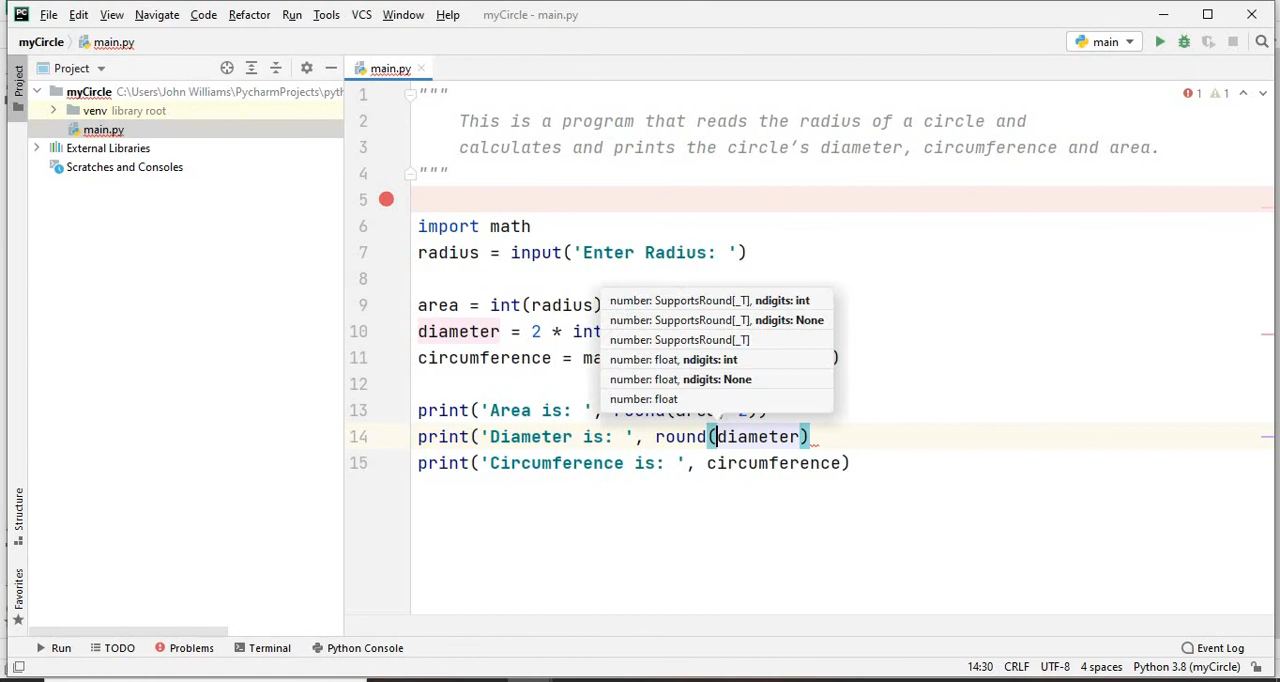 PC File Edit View Navigate Code Refactor Run Tools VCS Window Help myCircle - main.py
myCircle main.py main
Project main.py
Project
myCircle C:\Users\John Williams\PycharmProjects\pyth
venv library root
main.py
External Libraries
Scratches and Consoles
1 """ 1 1
2 This is a program that reads the radius of a circle and
3 calculates and prints the circle’s diameter, circumference and area.
4 """
5
6 import math
7 radius = input('Enter Radius: ')
8
9 area = int(radius)
10 diameter = 2 * int
11 circumference = ma )
12
13 print('Area is: ', round(area, 2))
14 print('Diameter is: ', round(diameter)
15 print('Circumference is: ', circumference)
number: SupportsRound[_T], ndigits: int
number: SupportsRound[_T], ndigits: None
number: SupportsRound[_T]
number: float, ndigits: int
number: float, ndigits: None
number: float
Structure
Favorites
Run TODO Problems Terminal Python Console Event Log
14:30 CRLF UTF-8 4 spaces Python 3.8 (myCircle)